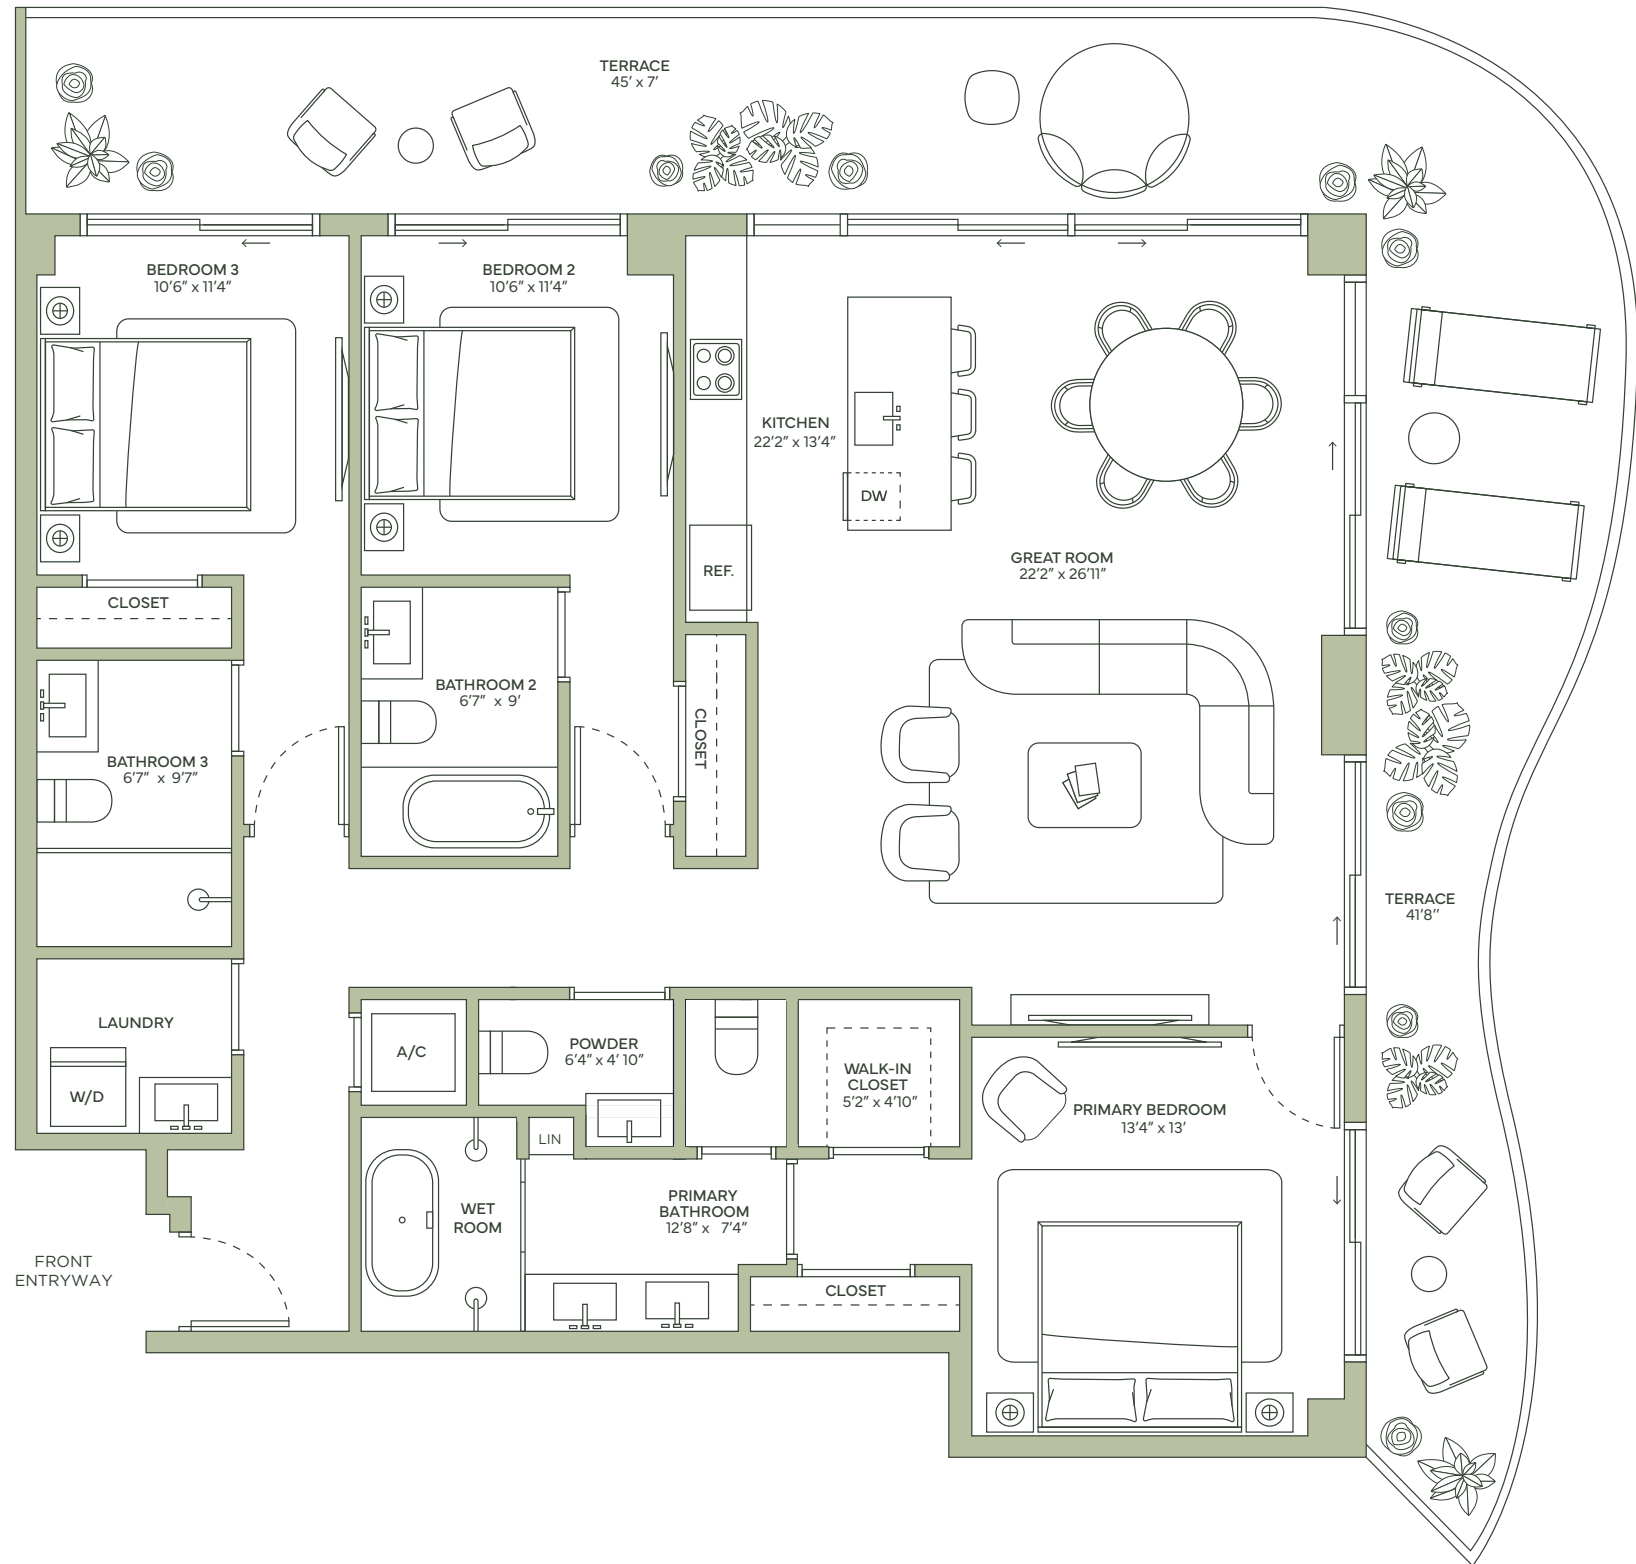 TERRACE
45' x 7'
BEDROOM 3
10'6" x 11'4"
BEDROOM 2
10'6" x 11'4"
KITCHEN
22'2" x 13'4"
DW
REF.
GREAT ROOM
22'2" x 26'11"
CLOSET
BATHROOM 2
6'7" x 9'
CLOSET
BATHROOM 3
6'7" x 9'7"
TERRACE
41'8''
LAUNDRY
W/D
A/C
POWDER
6'4" x 4' 10"
WALK-IN
CLOSET
5'2" x 4'10"
PRIMARY BEDROOM
13'4" x 13'
LIN
WET
ROOM
PRIMARY
BATHROOM
12'8" x 7'4"
CLOSET
FRONT
ENTRYWAY